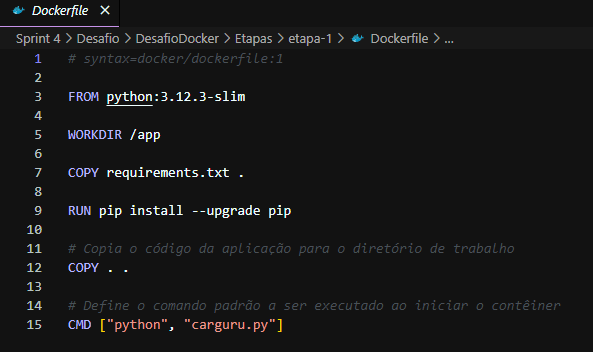 Dockerfile
Sprint 4 > Desafio > DesafioDocker > Etapas > etapa-1 > Dockerfile > ...
1 # syntax=docker/dockerfile:1
2
3 FROM python:3.12.3-slim
4
5 WORKDIR /app
6
7 COPY requirements.txt .
8
9 RUN pip install --upgrade pip
10
11 # Copia o código da aplicação para o diretório de trabalho
12 COPY . .
13
14 # Define o comando padrão a ser executado ao iniciar o contêiner
15 CMD ["python", "carguru.py"]